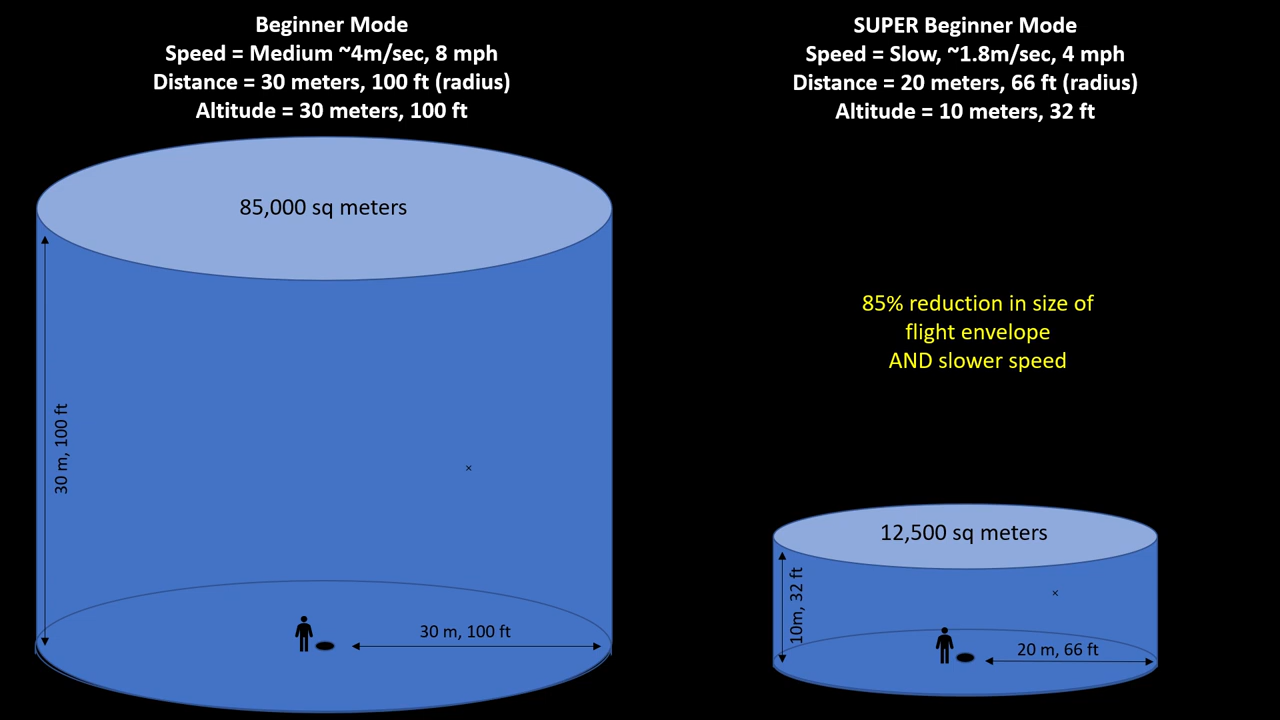 Beginner Mode
Speed = Medium ~4m/sec, 8 mph
Distance = 30 meters, 100 ft (radius)
Altitude = 30 meters, 100 ft
85,000 sq meters
30 m, 100 ft
30 m, 100 ft
SUPER Beginner Mode
Speed = Slow, ~1.8m/sec, 4 mph
Distance = 20 meters, 66 ft (radius)
Altitude = 10 meters, 32 ft
85% reduction in size of
flight envelope
AND slower speed
12,500 sq meters
10m, 32 ft
20 m, 66 ft